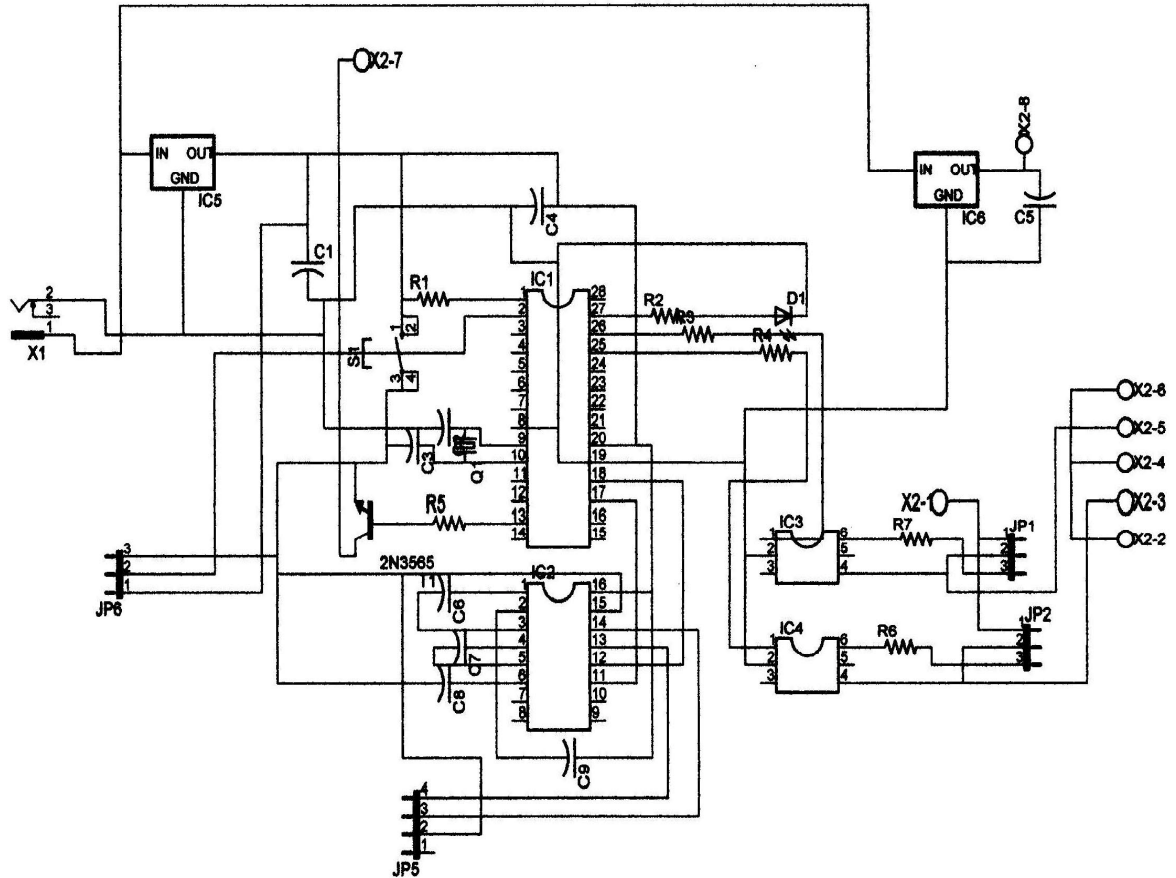 X2-7
X2-8
IN OUT
GND
IC5
IN OUT
GND
IC6
C5
C4
C1
R1
IC1
R2
D1
R3
R4
2
3
1
X1
S1
1
2
3
4
1
2
3
4
5
6
7
8
9
10
11
12
13
14
28
27
26
25
24
23
22
21
20
19
18
17
16
15
C3
Q1
R5
2N3565
T1
3
2
1
JP6
IC2
1
2
3
4
5
6
7
8
16
15
14
13
12
11
10
9
C6
C8
C9
4
3
2
1
JP5
X2-6
X2-5
X2-4
X2-3
X2-2
X2-1
IC3
1
2
3
6
5
4
R7
JP1
1
2
3
IC4
1
2
3
6
5
4
R6
JP2
1
2
3